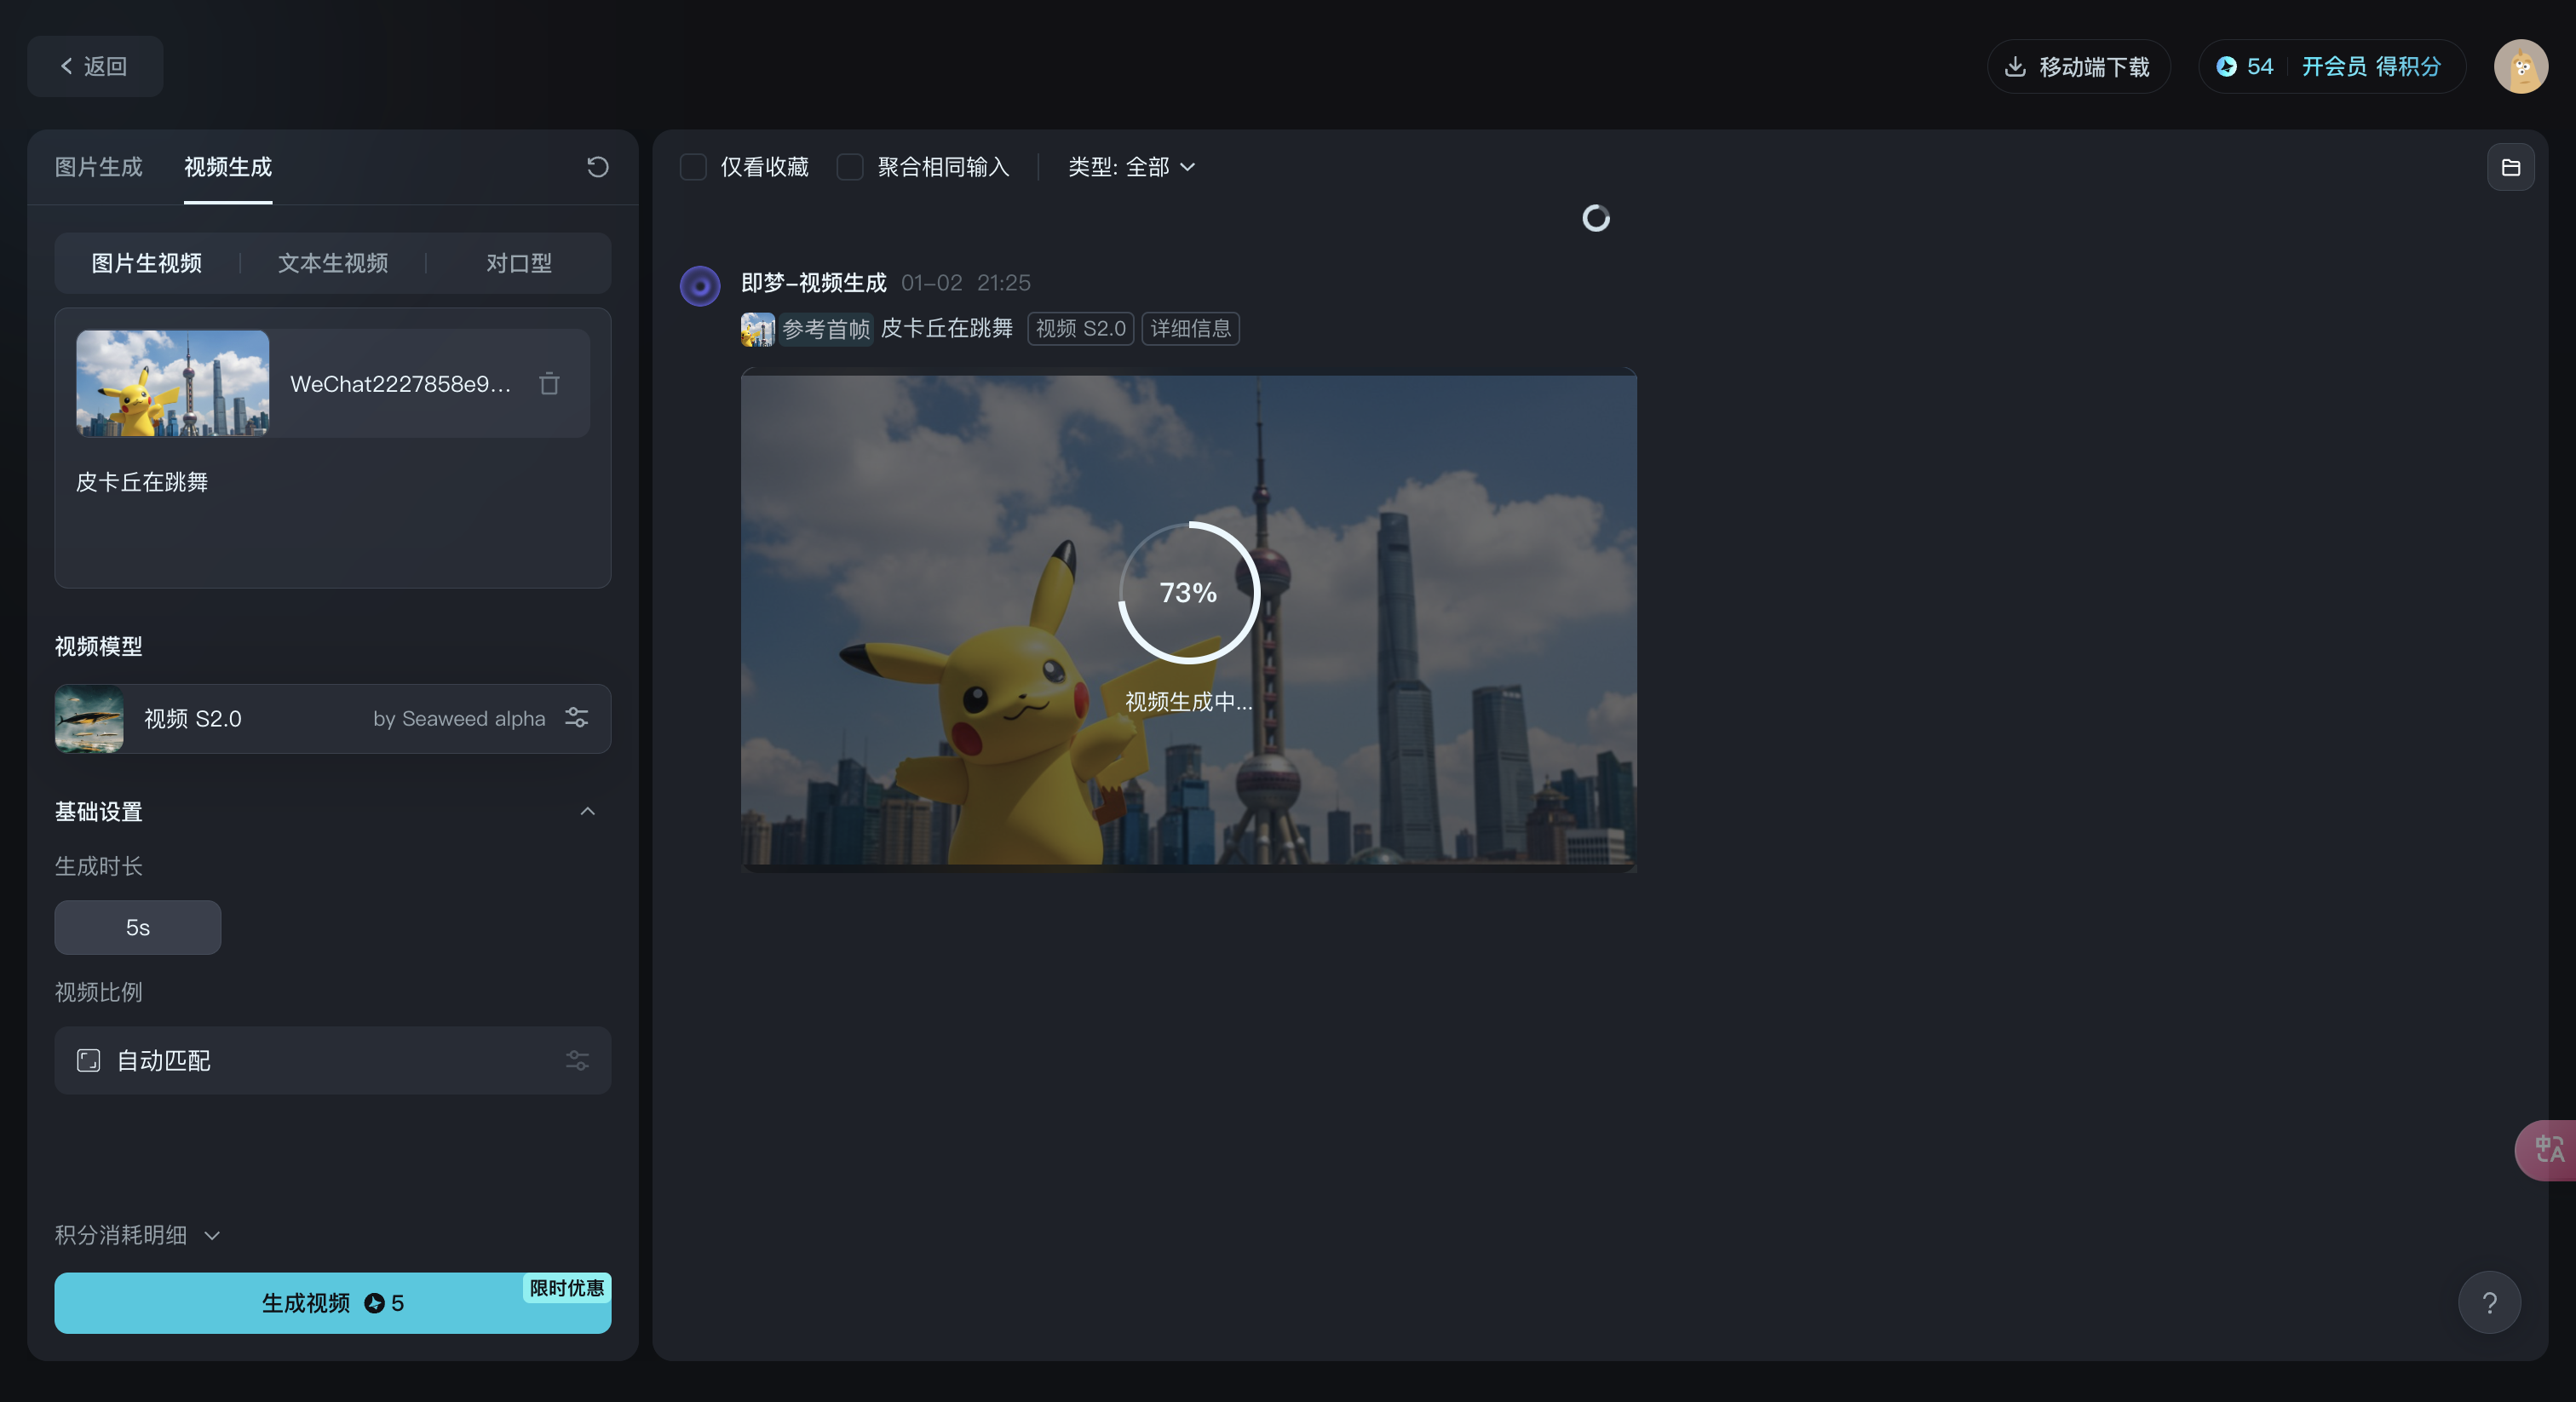 返回
移动端下载
54 开会员 得积分
图片生成 视频生成
图片生视频 文本生视频 对口型
WeChat2227858e9...
皮卡丘在跳舞
视频模型
视频 S2.0 by Seaweed alpha
基础设置
生成时长
5s
视频比例
自动匹配
积分消耗明细
限时优惠
生成视频 5
仅看收藏 聚合相同输入 类型: 全部
即梦-视频生成 01-02 21:25
参考首帧 皮卡丘在跳舞 视频 S2.0 详细信息
73%
视频生成中...
中A
?